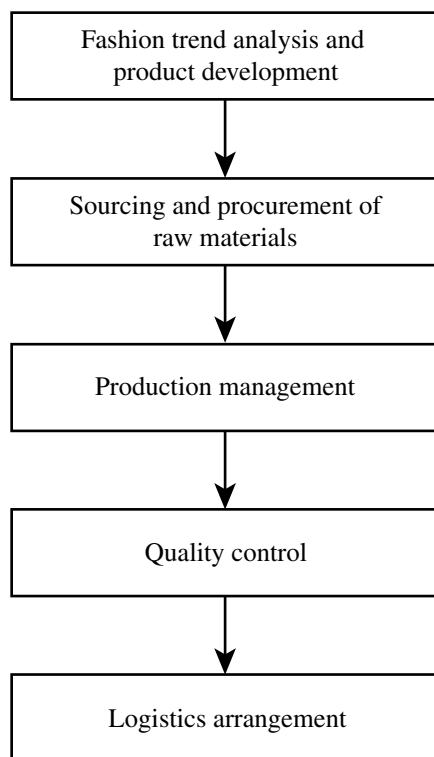 Fashion trend analysis and
product development
Sourcing and procurement of
raw materials
Production management
Quality control
Logistics arrangement